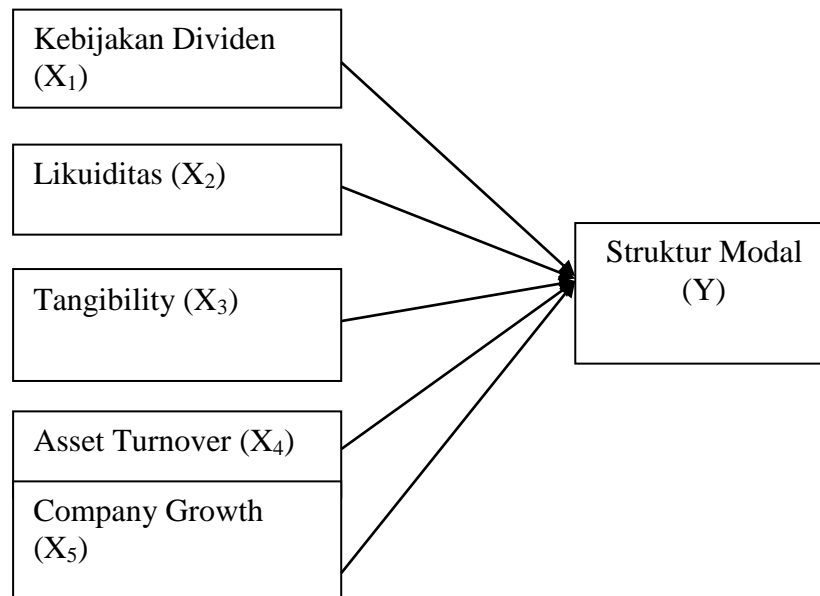 Kebijakan Dividen
(X₁)
Likuiditas (X₂)
Tangibility (X₃)
Asset Turnover (X₄)
Company Growth
(X₅)
Struktur Modal
(Y)